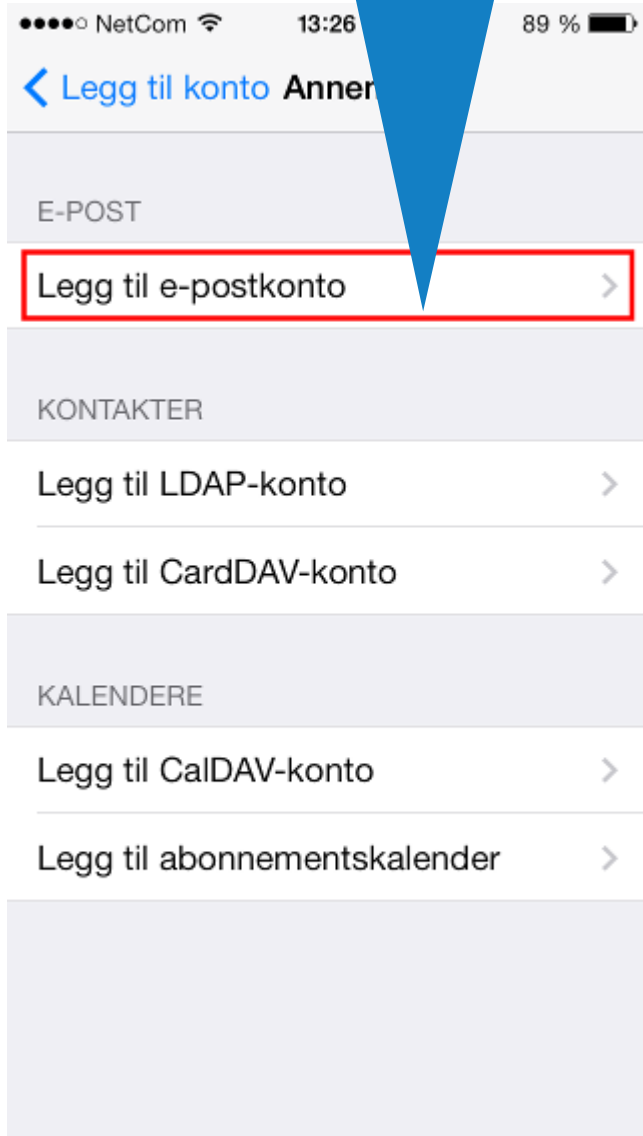 NetCom 13:26 89 %
Legg til konto
E-POST
Legg til e-postkonto
KONTAKTER
Legg til LDAP-konto
Legg til CardDAV-konto
KALENDERE
Legg til CalDAV-konto
Legg til abonnementskalender